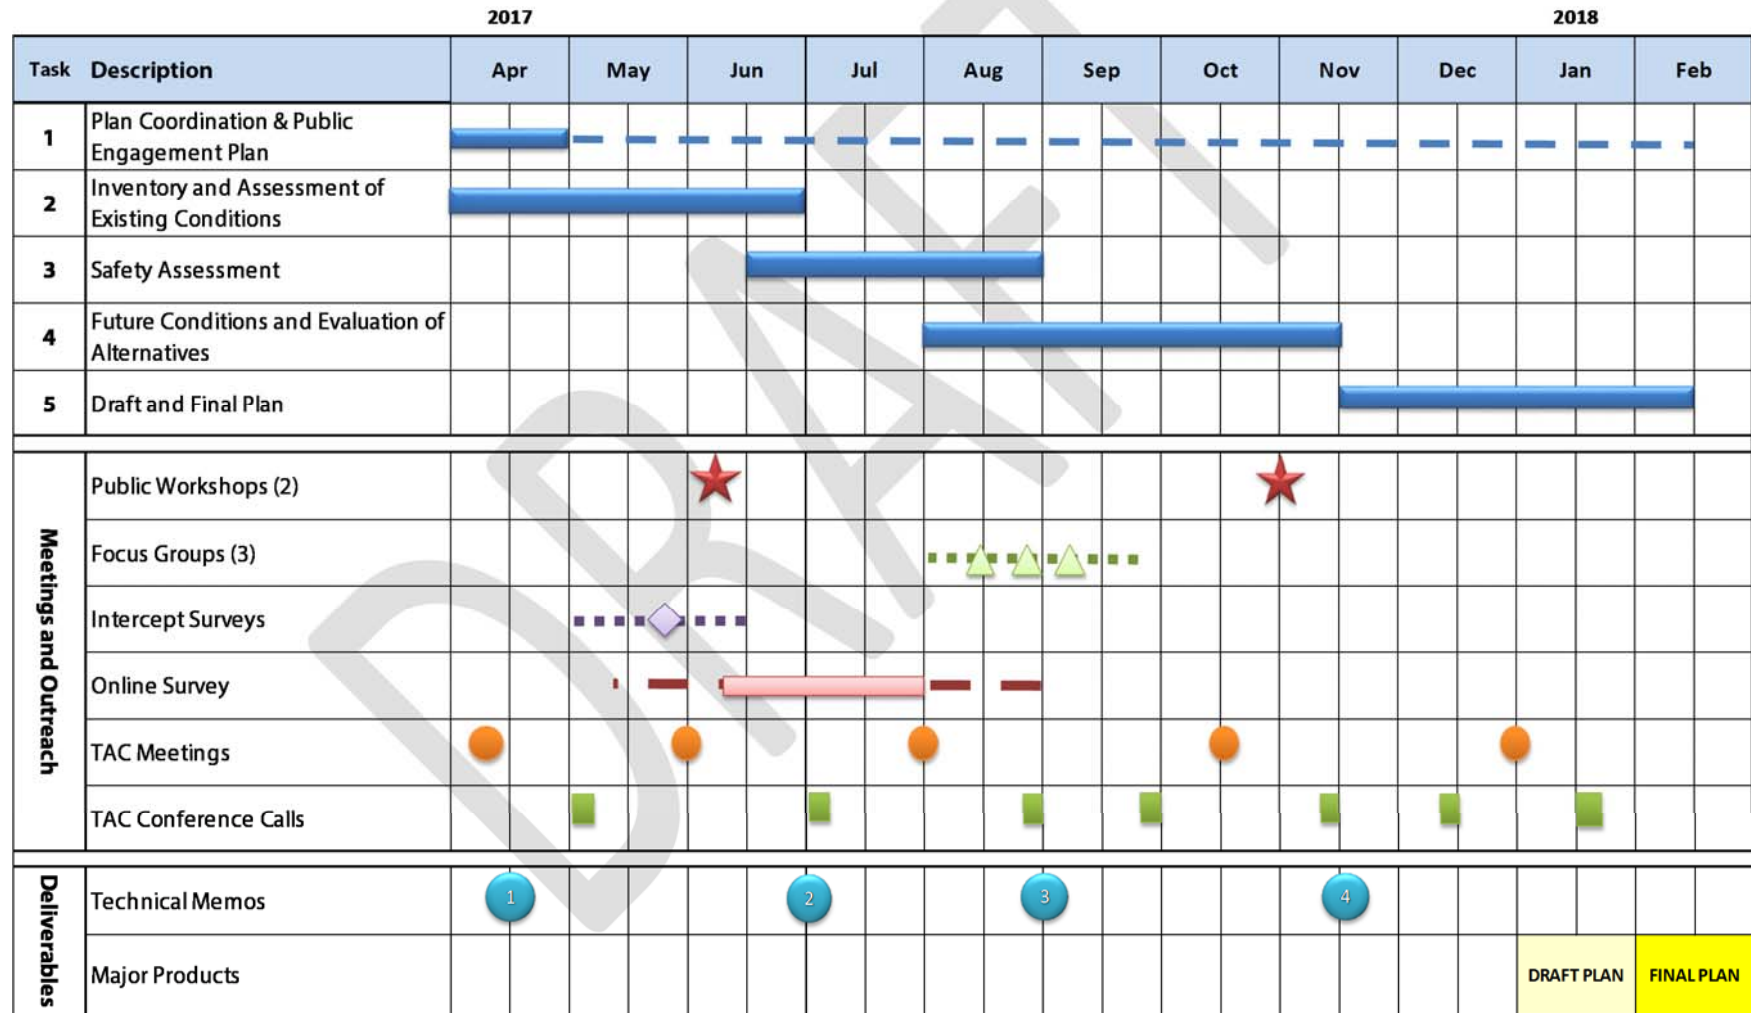 2017 2018
Task Description Apr May Jun Jul Aug Sep Oct Nov Dec Jan Feb
1 Plan Coordination & Public
Engagement Plan
2 Inventory and Assessment of
Existing Conditions
3 Safety Assessment
4 Future Conditions and Evaluation of
Alternatives
5 Draft and Final Plan
Meetings and Outreach
Public Workshops (2)
Focus Groups (3)
Intercept Surveys
Online Survey
TAC Meetings
TAC Conference Calls
Deliverables
Technical Memos 1 2 3 4
Major Products DRAFT PLAN FINAL PLAN
DRAFT